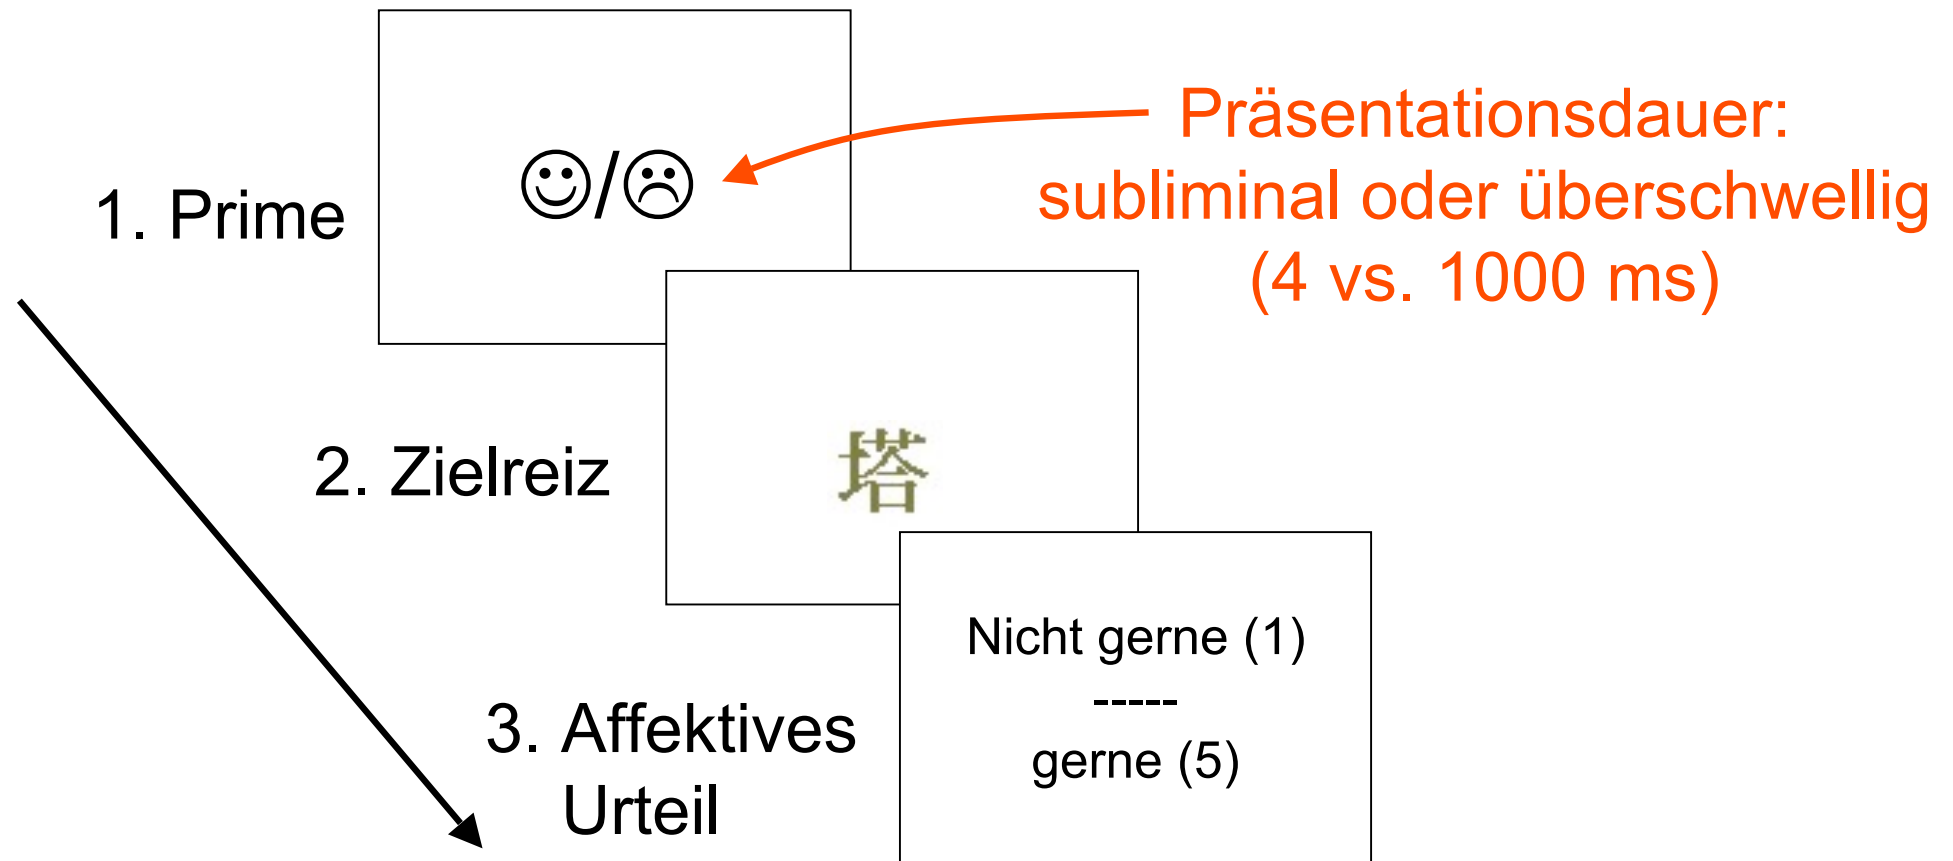 Präsentationsdauer:
subliminal oder überschwellig
(4 vs. 1000 ms)
1. Prime
☺/☹
2. Zielreiz
塔
3. Affektives
Urteil
Nicht gerne (1)
-----
gerne (5)